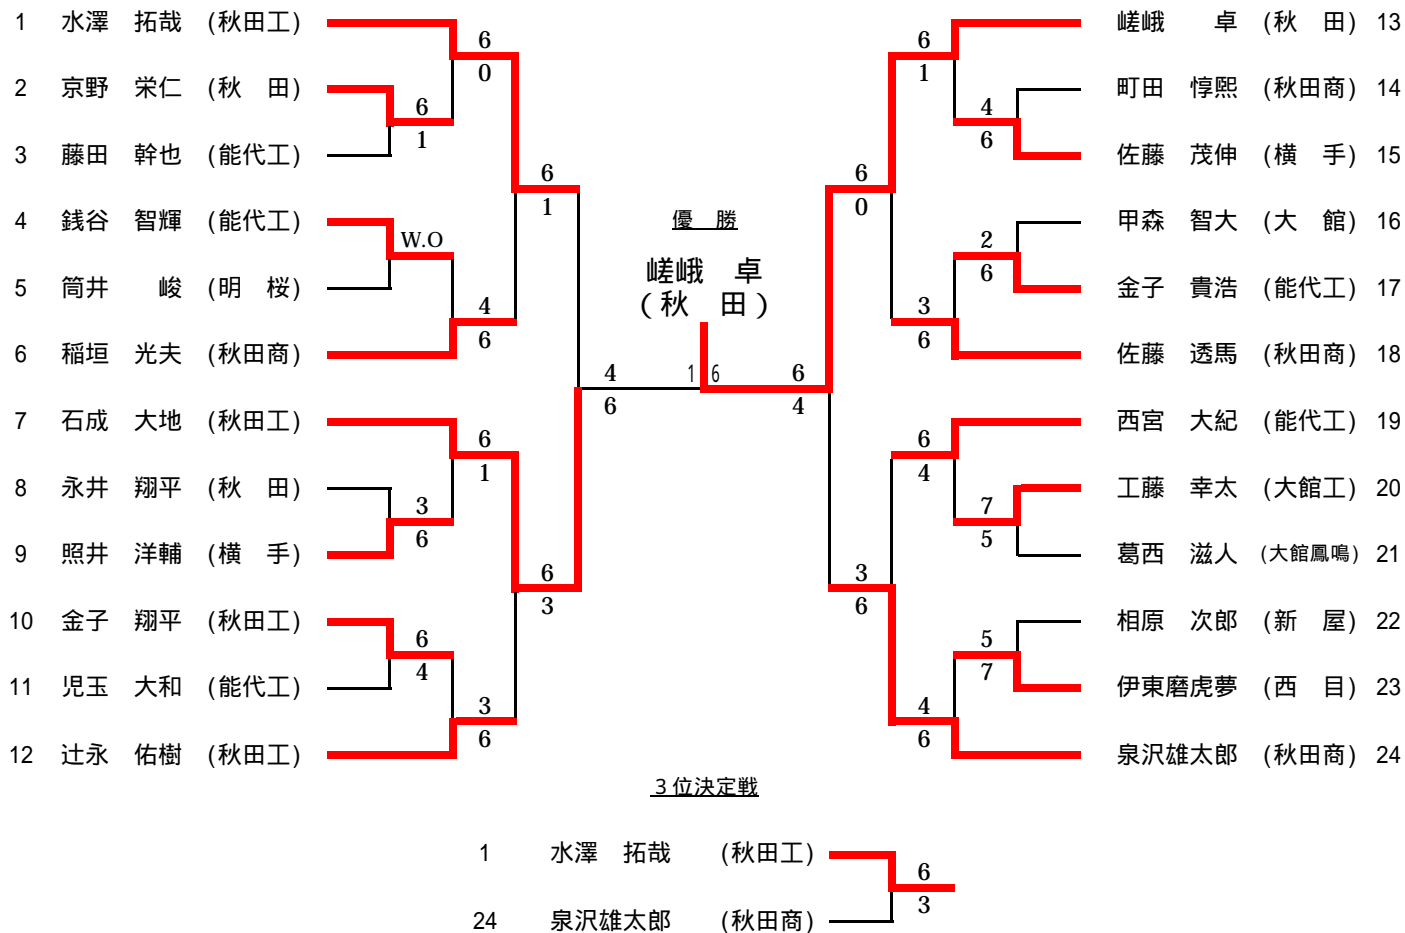 1 水澤 拓哉 (秋田工)
2 京野 栄仁 (秋 田)
3 藤田 幹也 (能代工)
4 銭谷 智輝 (能代工)
5 筒井 峻 (明 桜)
6 稲垣 光夫 (秋田商)
7 石成 大地 (秋田工)
8 永井 翔平 (秋 田)
9 照井 洋輔 (横 手)
10 金子 翔平 (秋田工)
11 児玉 大和 (能代工)
12 辻永 佑樹 (秋田工)
6
0
6
1
W.O
4
6
6
1
3
6
6
4
3
6
6
1
6
3
4
6
優 勝
嵯峨 卓
(秋 田)
1 6
6
4
6
0
3
6
6
1
3
6
6
4
4
6
4
6
2
6
7
5
5
7
嵯峨 卓 (秋 田) 13
町田 惇熙 (秋田商) 14
佐藤 茂伸 (横 手) 15
甲森 智大 (大 館) 16
金子 貴浩 (能代工) 17
佐藤 透馬 (秋田商) 18
西宮 大紀 (能代工) 19
工藤 幸太 (大館工) 20
葛西 滋人 (大館鳳鳴) 21
相原 次郎 (新 屋) 22
伊東磨虎夢 (西 目) 23
泉沢雄太郎 (秋田商) 24
3位決定戦
1 水澤 拓哉 (秋田工)
6
3
24 泉沢雄太郎 (秋田商)